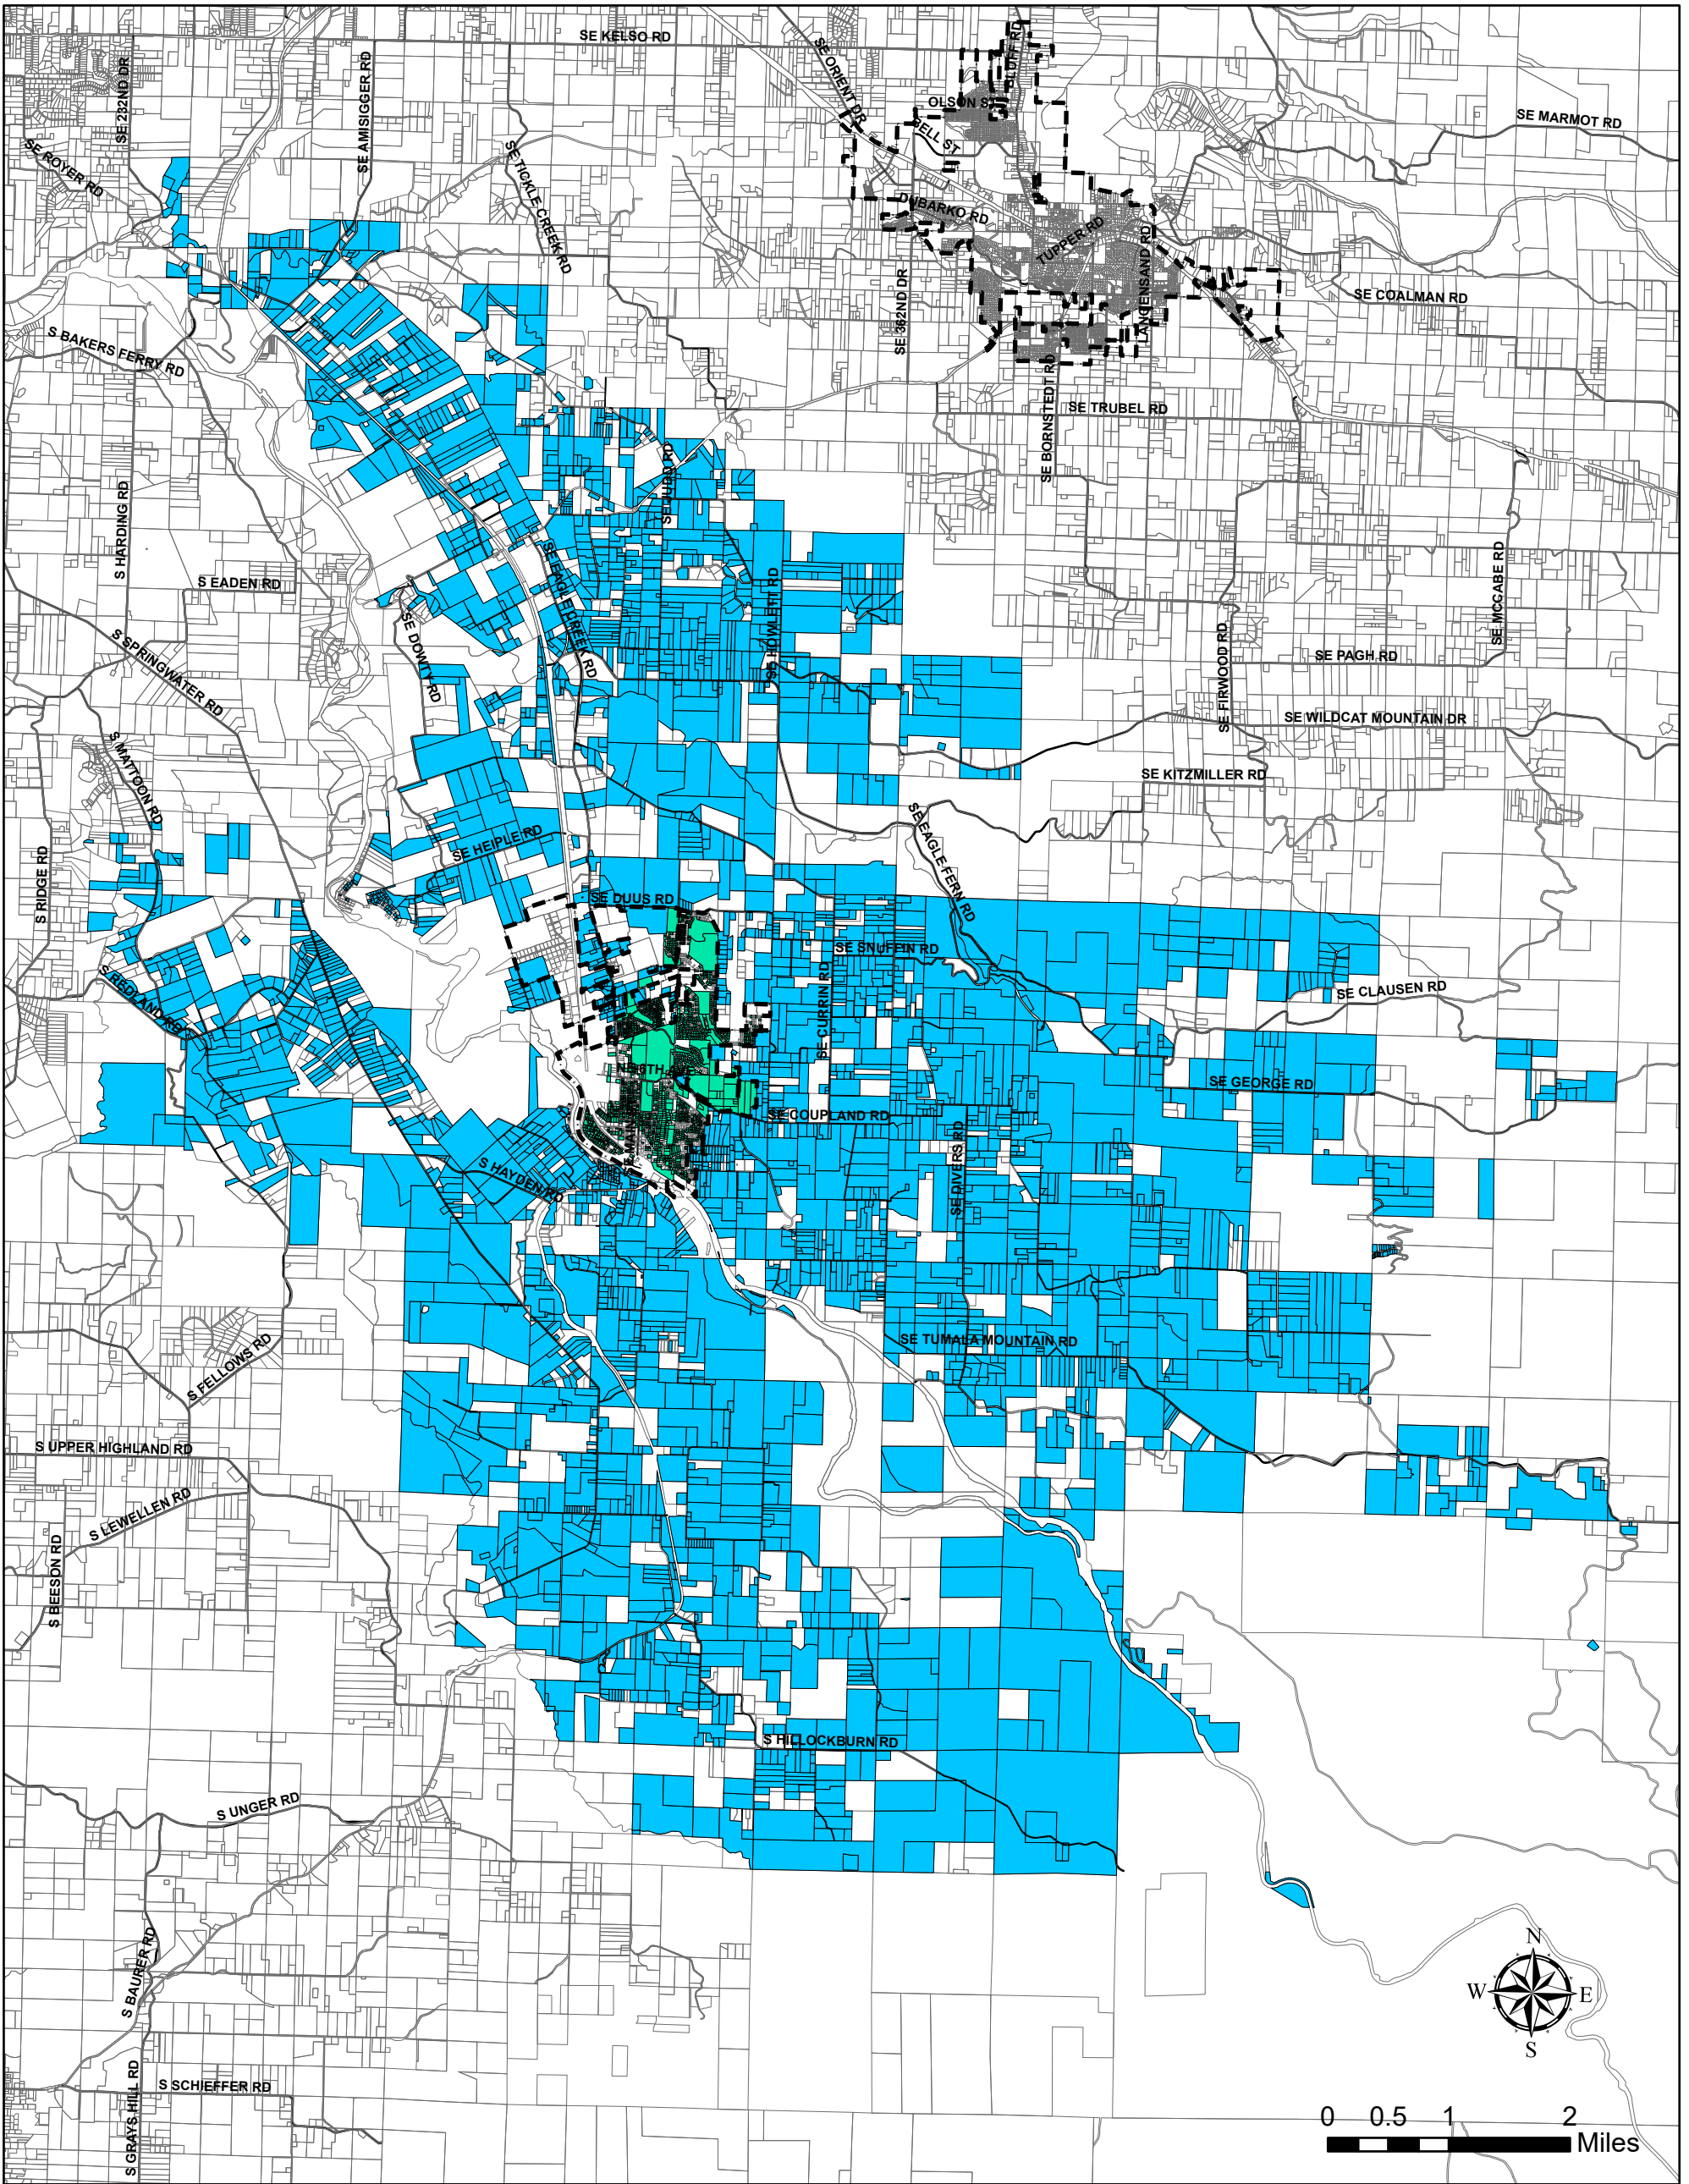 SE KELSO RD
SE ORIENT DR
BLUFF RD
SE 232ND DR
SE AMISIGGER RD
OLSON ST
SE MARMOT RD
BELL ST
SE ROYER RD
SE TICKLE CREEK RD
DUBARKO RD
TUPPER RD
LANGENSAND RD
SE 362ND DR
SE COALMAN RD
S BAKERS FERRY RD
SE TRUBEL RD
SE BORNSTEDT RD
SE JUDD RD
S HARDING RD
SE EAGLE CREEK RD
SE HOWLETT RD
SE MCCABE RD
S EADEN RD
SE DOWTY RD
S SPRINGWATER RD
SE PAGH RD
SE FIRWOOD RD
SE WILDCAT MOUNTAIN DR
S MATTOON RD
SE KITZMILLER RD
SE HEIPLE RD
SE EAGLE FERN RD
S RIDGE RD
SE DUUS RD
SE SNUFFIN RD
S REDLAND RD
SE CURRIN RD
SE CLAUSEN RD
SE GEORGE RD
SE COUPLAND RD
S HAYDEN RD
SE DIVERS RD
SE TUMALA MOUNTAIN RD
S FELLOWS RD
S UPPER HIGHLAND RD
S LEWELLEN RD
S BEESON RD
S HILLOCKBURN RD
S UNGER RD
S BAURER RD
N
W
E
S
S SCHIEFFER RD
S GRAYS HILL RD
0 0.5 1 2
Miles